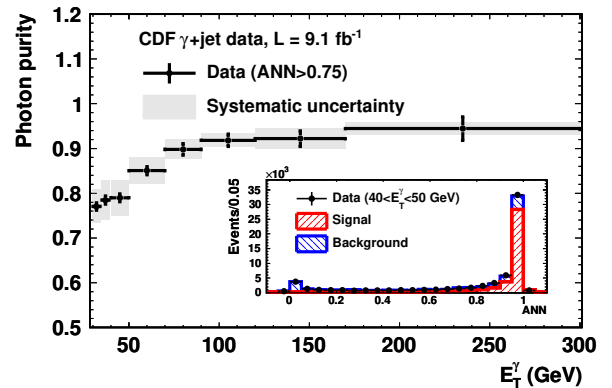 Photon purity
1.2
1.1
1
0.9
0.8
0.7
0.6
0.5
CDF γ+jet data, L = 9.1 fb⁻¹
Data (ANN>0.75)
Systematic uncertainty
×10³
Events/0.05
35
30
25
20
15
10
5
0
Data (40<E_T^γ<50 GeV)
Signal
Background
0 0.2 0.4 0.6 0.8 1
ANN
50 100 150 200 250 300
E_T^γ (GeV)